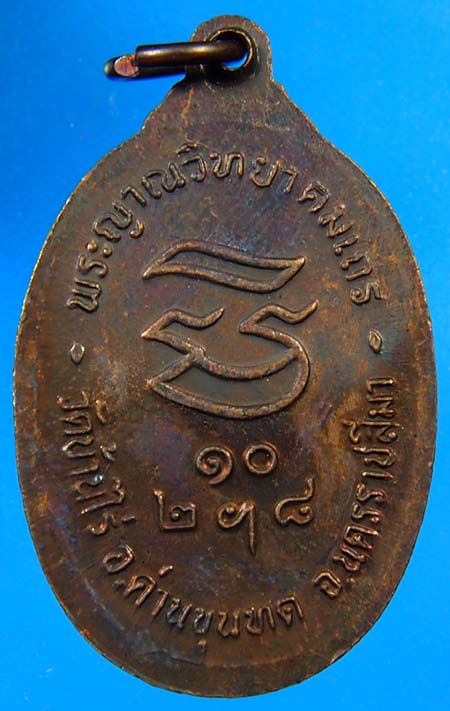 พระญาณวิทยาคมเถร
๑๐
๒ ๗ ๘
วัดบ้านไร่ อ.ด่านขุนทด จ.นครราชสีมา